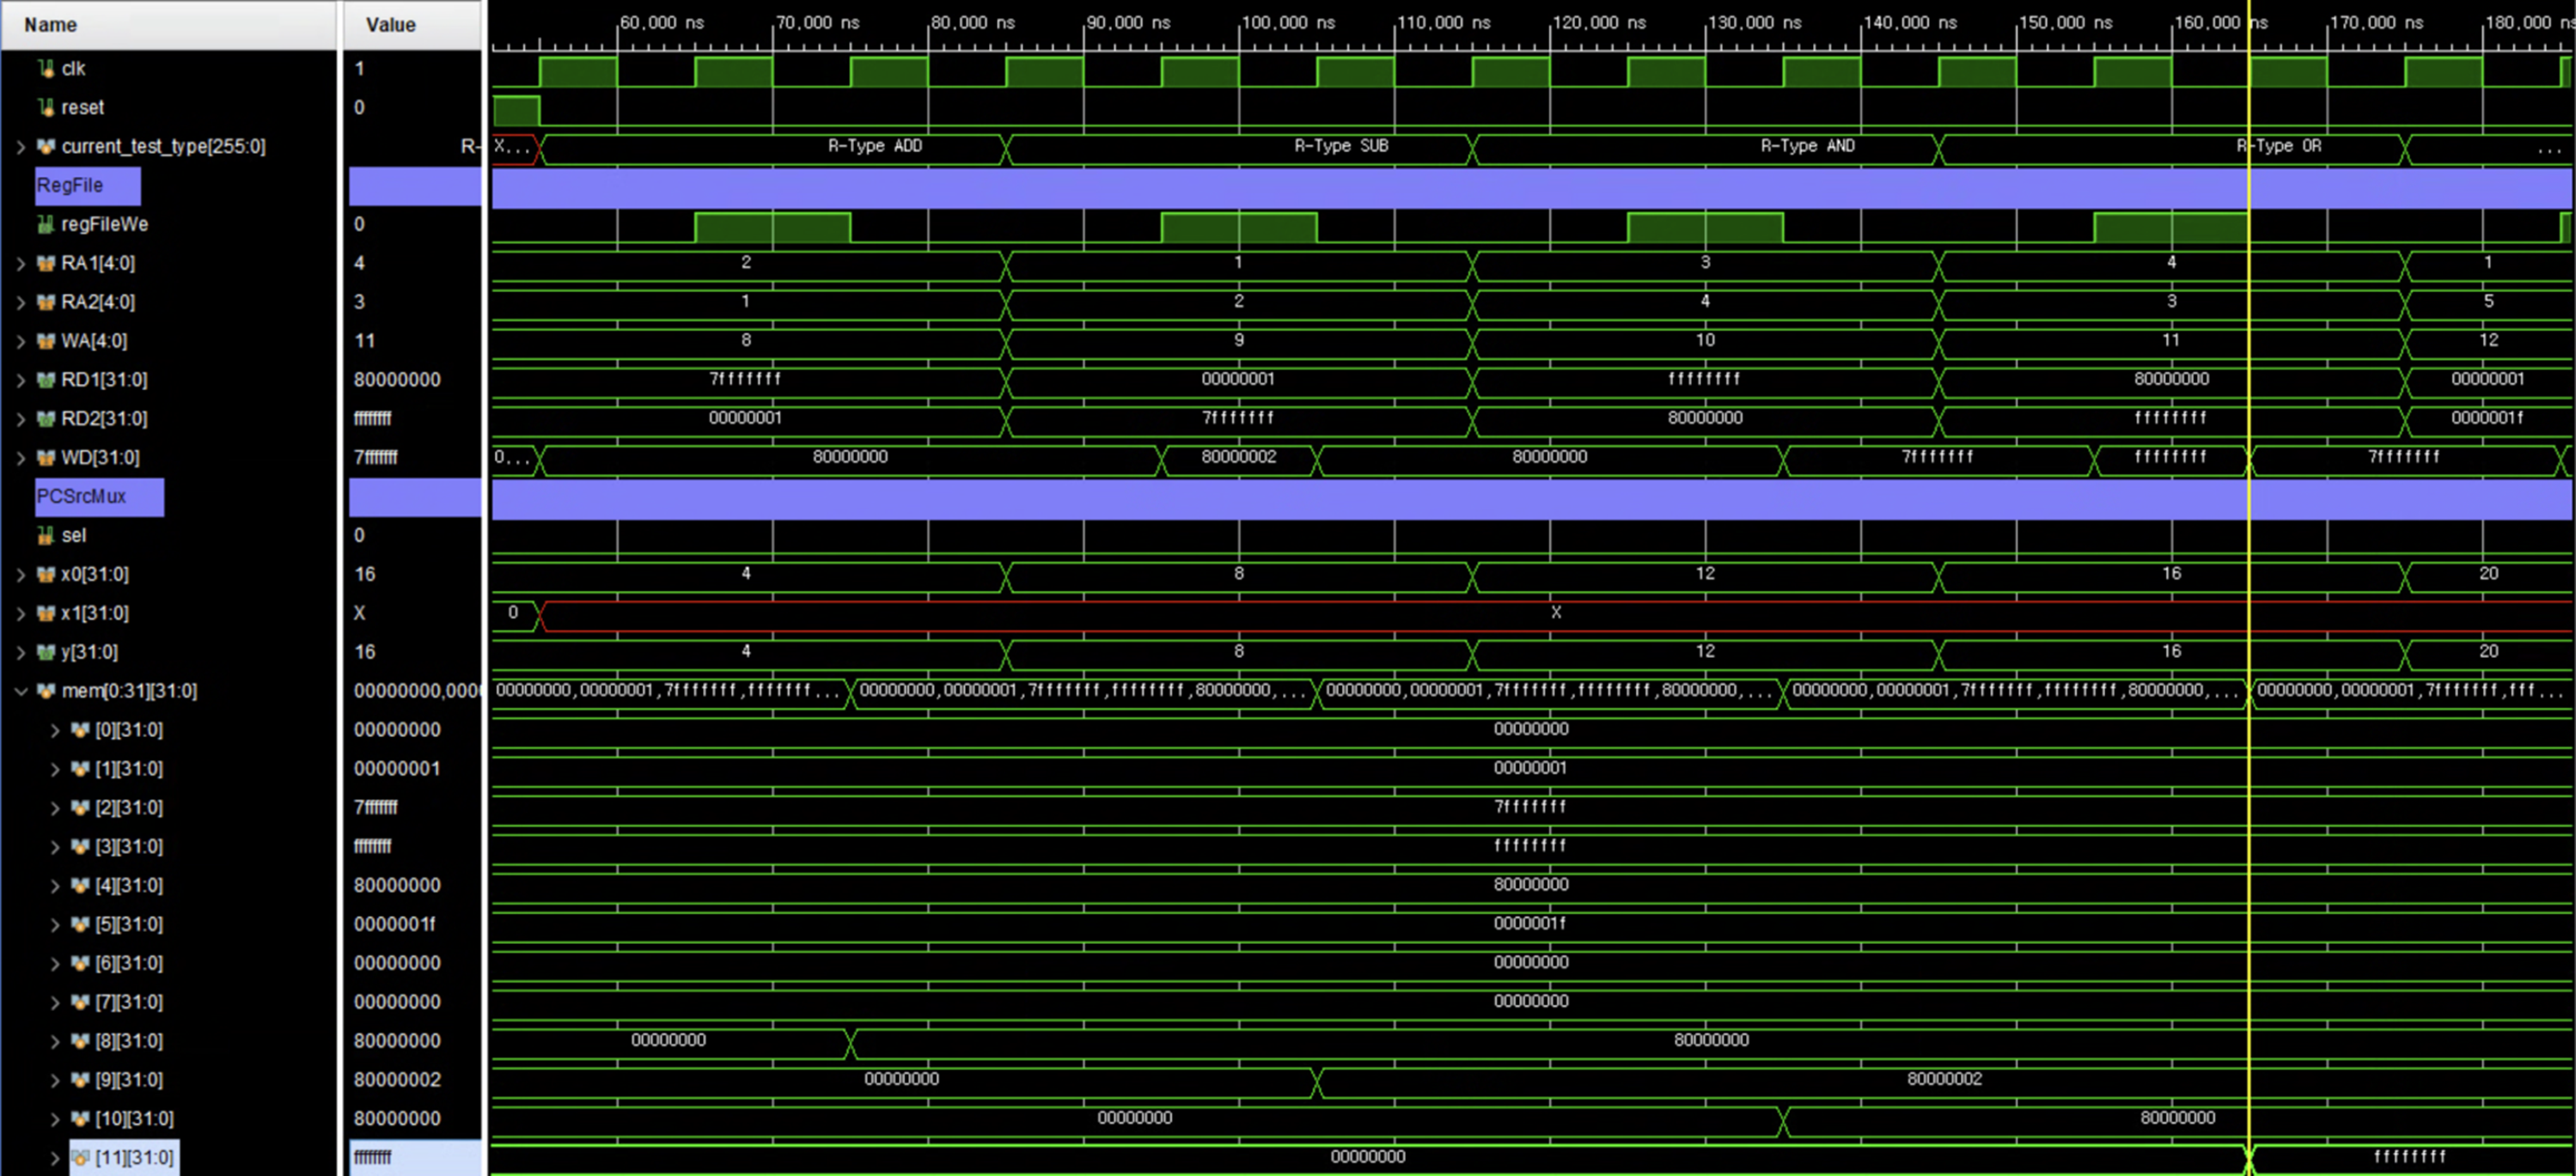 Name Value 60,000 ns 70,000 ns 80,000 ns 90,000 ns 100,000 ns 110,000 ns 120,000 ns 130,000 ns 140,000 ns 150,000 ns 160,000 ns 170,000 ns 180,000 ns
clk 1
reset 0
current_test_type[255:0] R- X... R-Type ADD R-Type SUB R-Type AND R-Type OR ...
RegFile
regFileWe 0
RA1[4:0] 4 2 1 3 4 1
RA2[4:0] 3 1 2 4 3 5
WA[4:0] 11 8 9 10 11 12
RD1[31:0] 80000000 7fffffff 00000001 ffffffff 80000000 00000001
RD2[31:0] ffffffff 00000001 7fffffff 80000000 ffffffff 0000001f
WD[31:0] 7fffffff 0... 80000000 80000002 80000000 7fffffff ffffffff 7fffffff
PCSrcMux
sel 0
x0[31:0] 16 4 8 12 16 20
x1[31:0] X 0 X
y[31:0] 16 4 8 12 16 20
mem[0:31][31:0] 00000000,000 00000000,00000001,7fffffff,fffffff... 00000000,00000001,7fffffff,ffffffff,80000000,... 00000000,00000001,7fffffff,ffffffff,80000000,... 00000000,00000001,7fffffff,ffffffff,80000000,... 00000000,00000001,7fffffff,fff...
[0][31:0] 00000000 00000000
[1][31:0] 00000001 00000001
[2][31:0] 7fffffff 7fffffff
[3][31:0] ffffffff ffffffff
[4][31:0] 80000000 80000000
[5][31:0] 0000001f 0000001f
[6][31:0] 00000000 00000000
[7][31:0] 00000000 00000000
[8][31:0] 80000000 00000000 80000000
[9][31:0] 80000002 00000000 80000002
[10][31:0] 80000000 00000000 80000000
[11][31:0] ffffffff 00000000 ffffffff